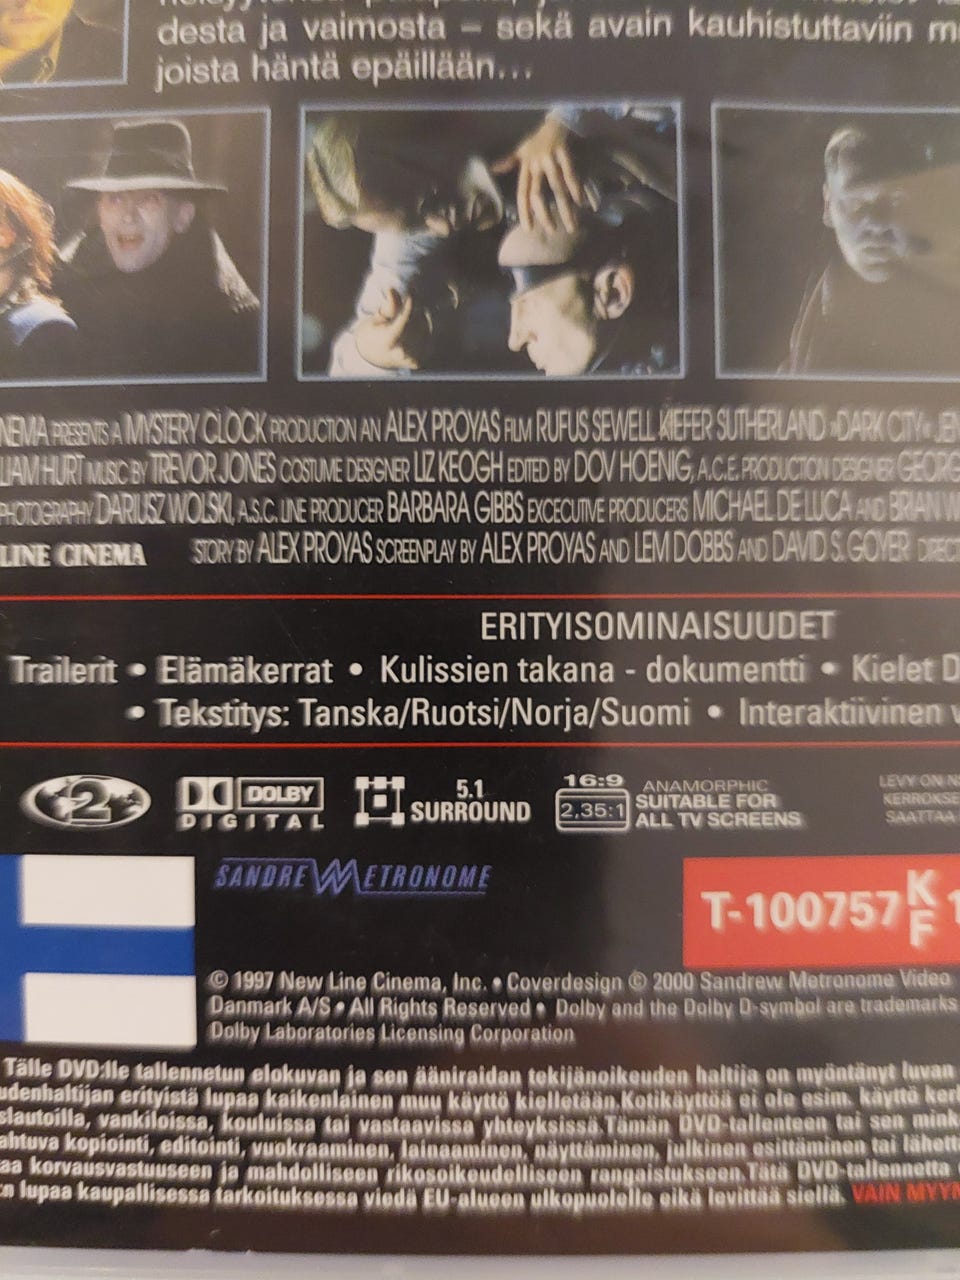 desta ja vaimosta – sekä avain kauhistuttaviin
joista häntä epäillään...
PRESENTS A MYSTERY CLOCK PRODUCTION AN ALEX PROYAS FILM RUFUS SEWELL KIEFER SUTHERLAND »DARK CITY«
HURT MUSIC BY TREVOR JONES COSTUME DESIGNER LIZ KEOGH EDITED BY DOV HOENIG, A.C.E. PRODUCTION DESIGNER
PHOTOGRAPHY DARIUSZ WOLSKI, A.S.C. LINE PRODUCER BARBARA GIBBS EXCECUTIVE PRODUCERS MICHAEL DE LUCA AND BRIAN
LINE CINEMA STORY BY ALEX PROYAS SCREENPLAY BY ALEX PROYAS AND LEM DOBBS AND DAVID S. GOYER
ERITYISOMINAISUUDET
Trailerit • Elämäkerrat • Kulissien takana - dokumentti • Kielet
• Tekstitys: Tanska/Ruotsi/Norja/Suomi • Interaktiivinen
2
DOLBY
DIGITAL
5.1
SURROUND
16:9
2,35:1
ANAMORPHIC
SUITABLE FOR
ALL TV SCREENS
LEVY ON
SANDREW METRONOME
T-100757 K
F
© 1997 New Line Cinema, Inc. • Coverdesign © 2000 Sandrew Metronome Video
Danmark A/S • All Rights Reserved • Dolby and the Dolby D-symbol are trademarks
Dolby Laboratories Licensing Corporation
Tälle DVD:lle tallennetun elokuvan ja sen ääniraidan tekijänoikeuden haltija on myöntänyt luvan
erityistä lupaa kaikenlainen muu käyttö kielletään.Kotikäyttöä ei ole esim. käyttö
vankiloissa, kouluissa tai vastaavissa yhteyksissä.Tämän DVD-tallenteen tai sen
kopiointi, editointi, vuokraaminen, lainaaminen, näyttäminen, julkinen esittäminen tai
korvausvastuuseen ja mahdolliseen rikosoikeudelliseen rangaistukseen.Tätä DVD-tallennetta
lupaa kaupallisessa tarkoituksessa viedä EU-alueen ulkopuolelle eikä levittää siellä. VAIN